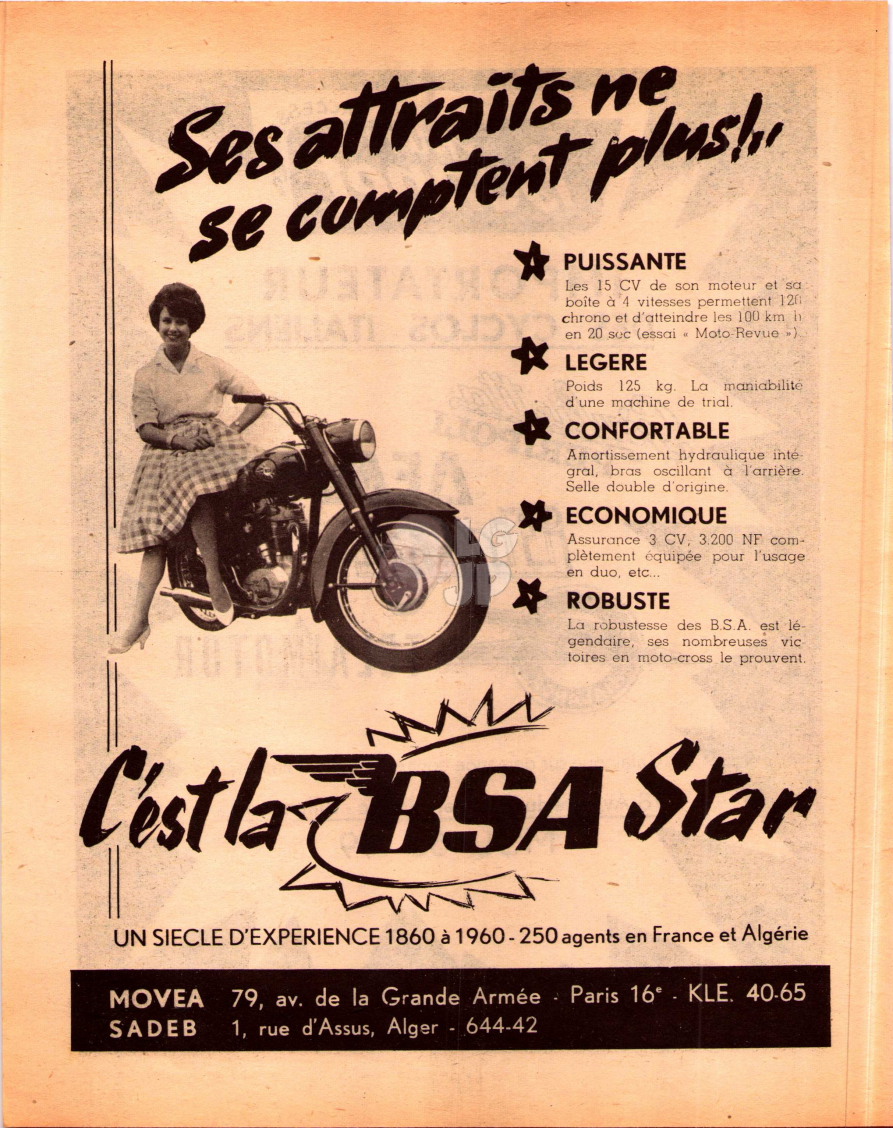 Ses attraits ne
se comptent plus!..
PUISSANTE
Les 15 CV de son moteur et sa
boîte à 4 vitesses permettent 120
chrono et d'atteindre les 100 km h
en 20 sec (essai « Moto-Revue »).
LEGERE
Poids 125 kg. La maniabilité
d'une machine de trial.
CONFORTABLE
Amortissement hydraulique inté-
gral, bras oscillant à l'arrière.
Selle double d'origine.
ECONOMIQUE
Assurance 3 CV, 3.200 NF com-
plètement équipée pour l'usage
en duo, etc...
ROBUSTE
La robustesse des B.S.A. est lé-
gendaire, ses nombreuses vic-
toires en moto-cross le prouvent.
LG
JP
C'est la BSA Star
UN SIECLE D'EXPERIENCE 1860 à 1960 - 250 agents en France et Algérie
MOVEA 79, av. de la Grande Armée - Paris 16e - KLE. 40-65
SADEB 1, rue d'Assus, Alger - 644-42